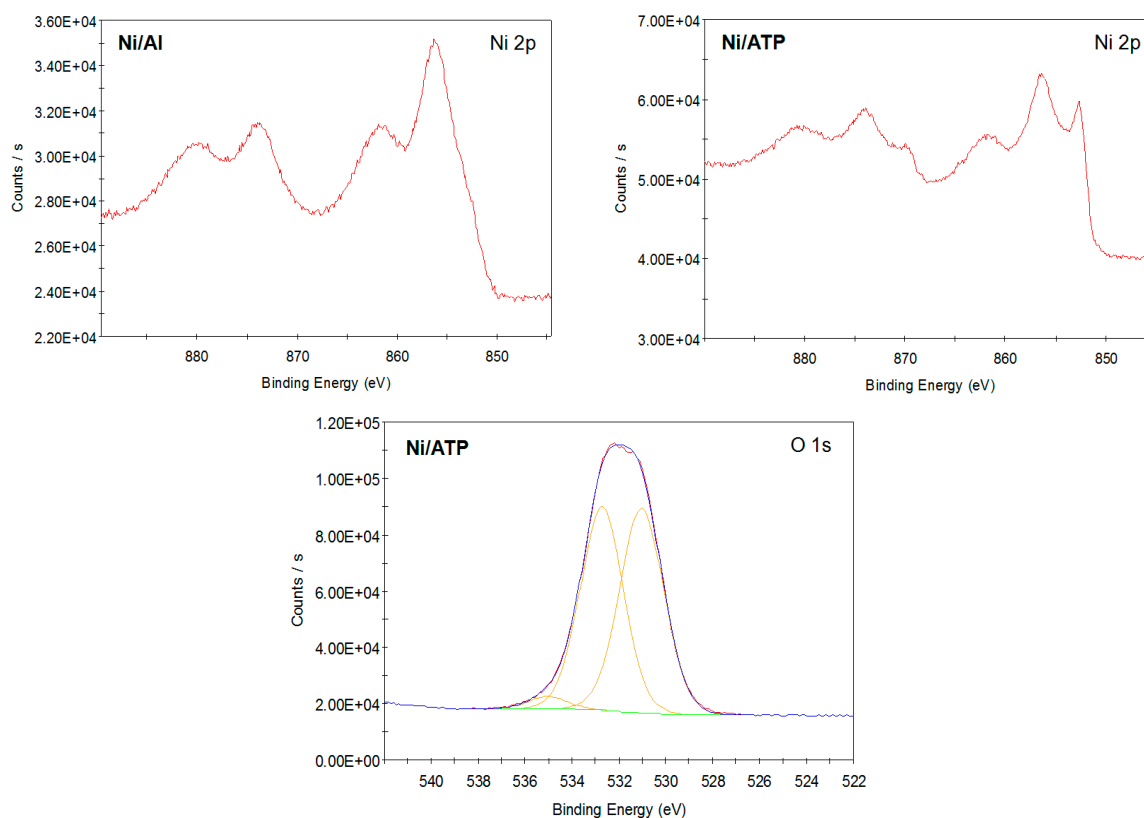 Ni/Al
Ni 2p
3.60E+04
3.40E+04
3.20E+04
3.00E+04
2.80E+04
2.60E+04
2.40E+04
2.20E+04
Counts / s
880
870
860
850
Binding Energy (eV)
Ni/ATP
Ni 2p
7.00E+04
6.00E+04
5.00E+04
4.00E+04
3.00E+04
Counts / s
880
870
860
850
Binding Energy (eV)
Ni/ATP
O 1s
1.20E+05
1.00E+05
8.00E+04
6.00E+04
4.00E+04
2.00E+04
0.00E+00
Counts / s
540
538
536
534
532
530
528
526
524
522
Binding Energy (eV)